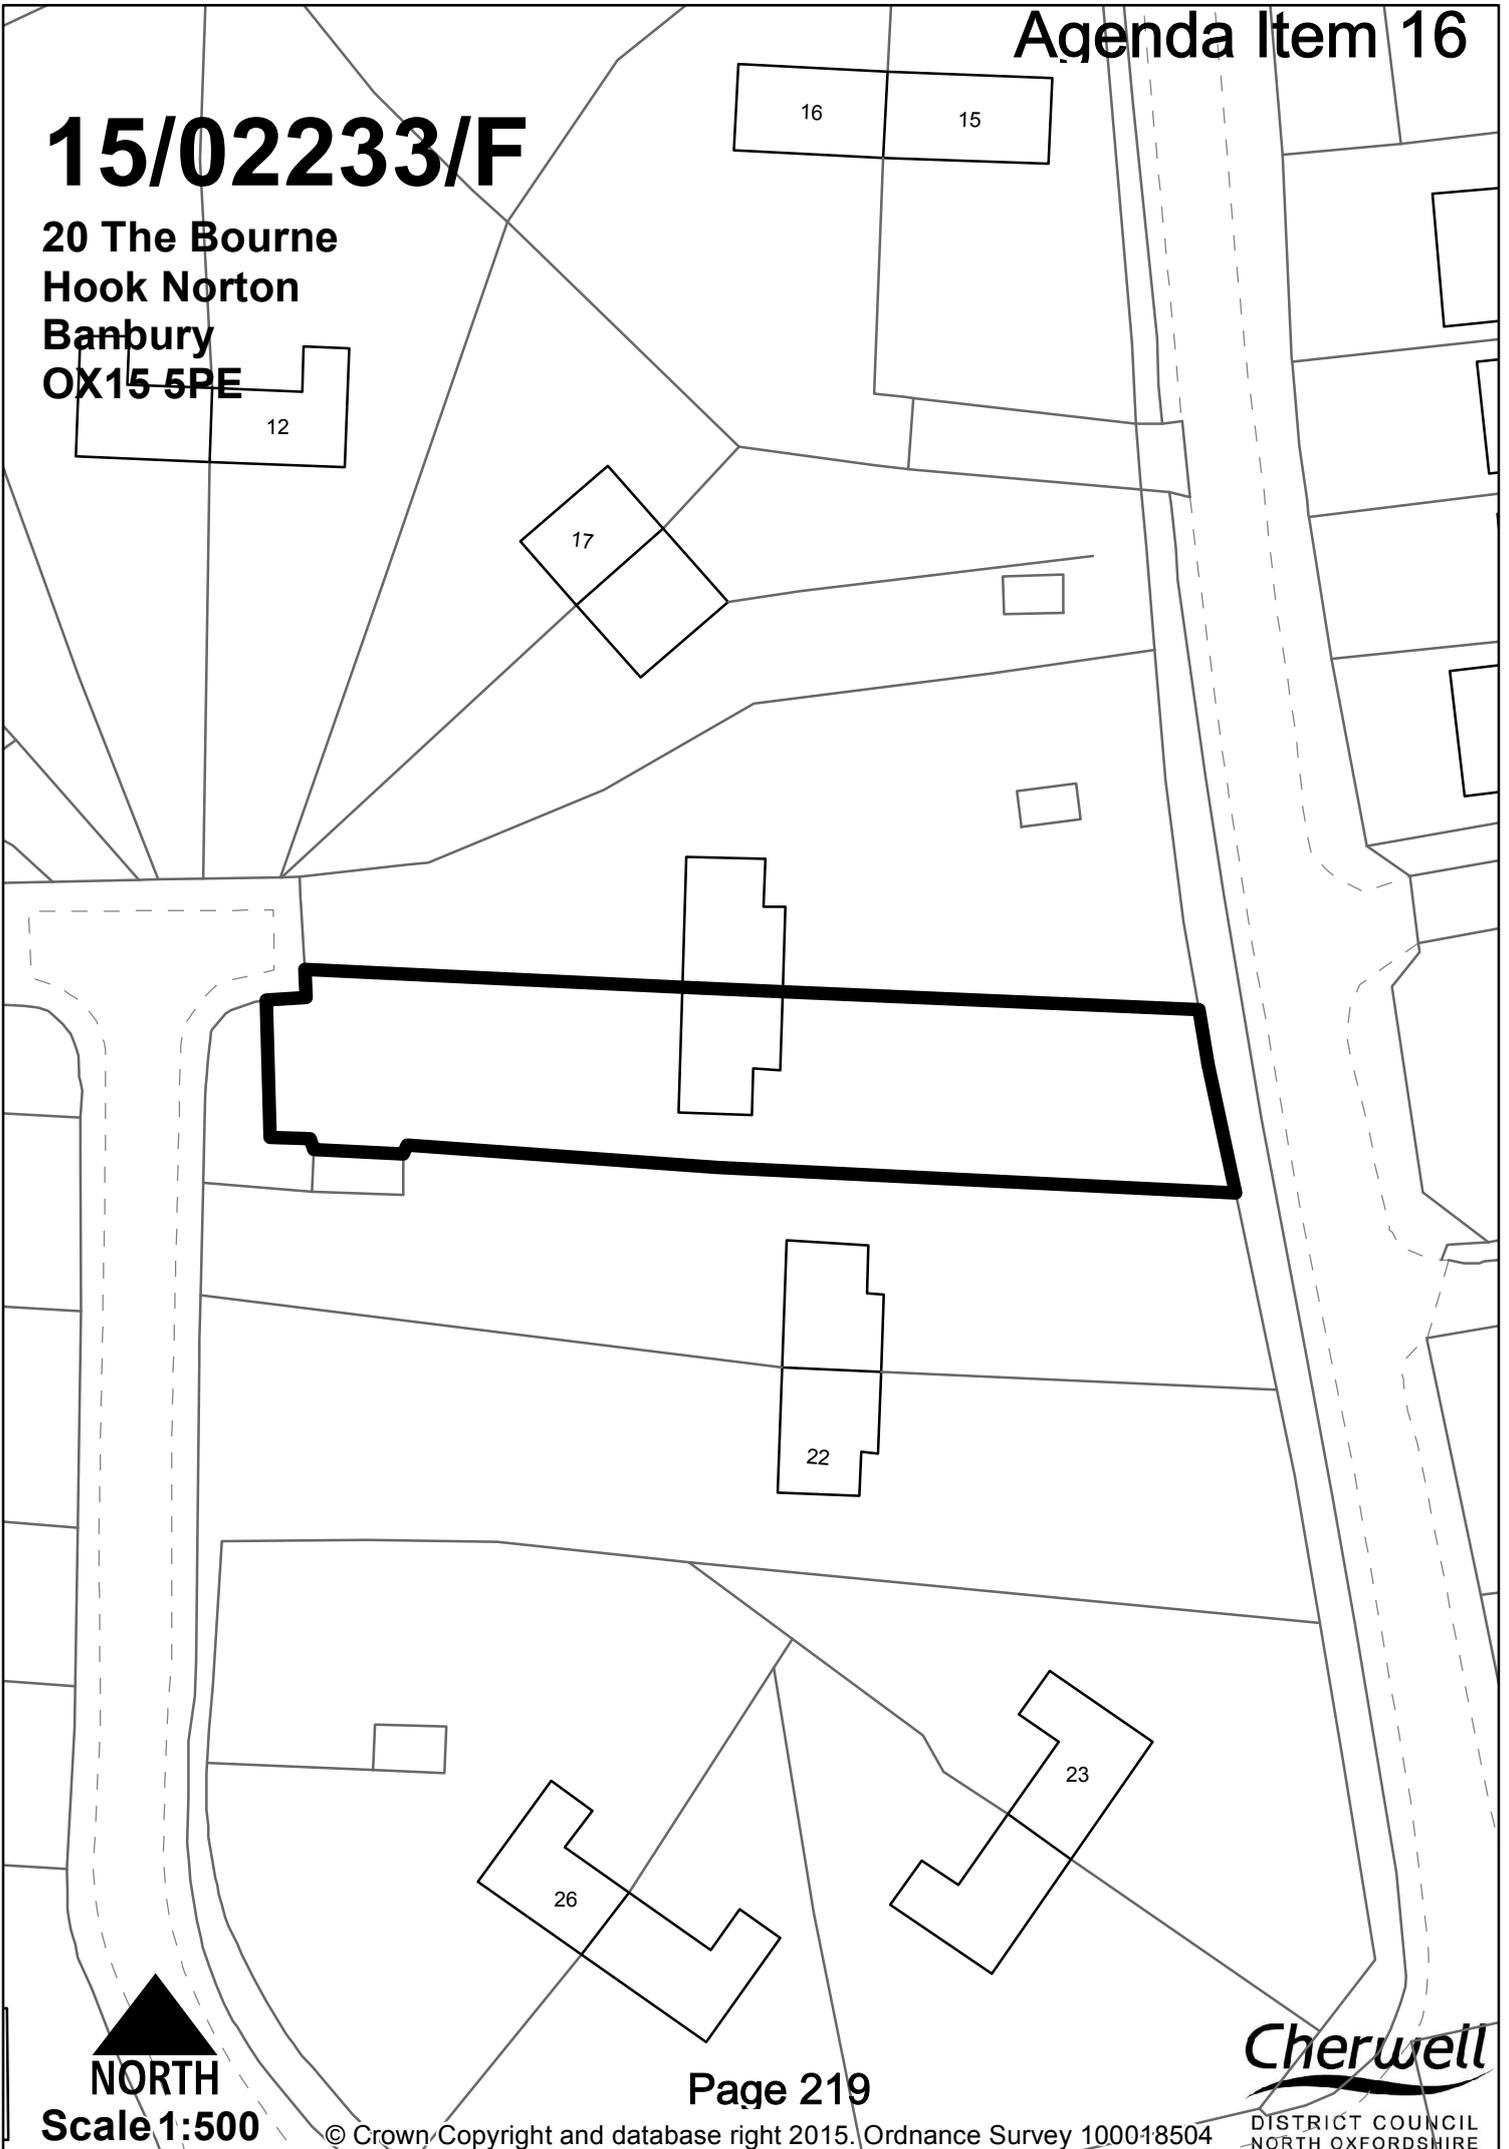 Agenda Item 16
15/02233/F
20 The Bourne
Hook Norton
Banbury
OX15 5PE
16
15
12
17
22
23
26
NORTH
Scale 1:500
Page 219
© Crown Copyright and database right 2015. Ordnance Survey 100018504
Cherwell
DISTRICT COUNCIL
NORTH OXFORDSHIRE